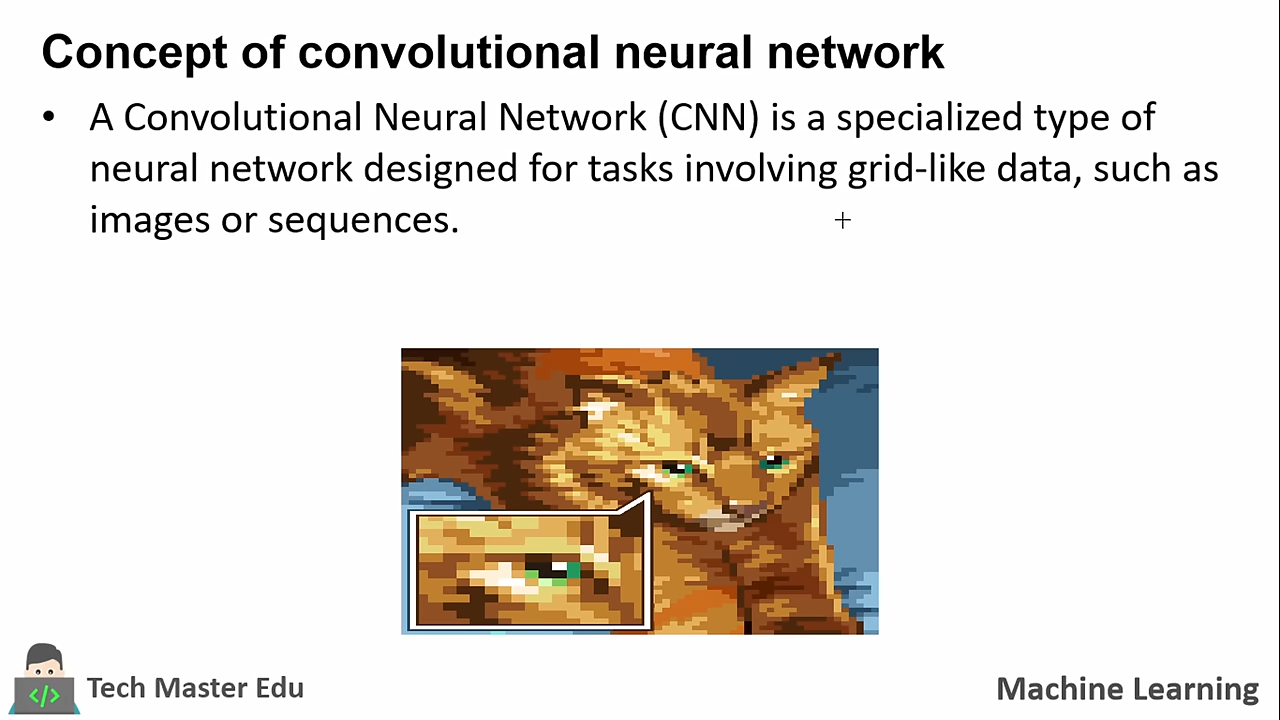 Concept of convolutional neural network
• A Convolutional Neural Network (CNN) is a specialized type of
neural network designed for tasks involving grid-like data, such as
images or sequences.
</>
Tech Master Edu
Machine Learning